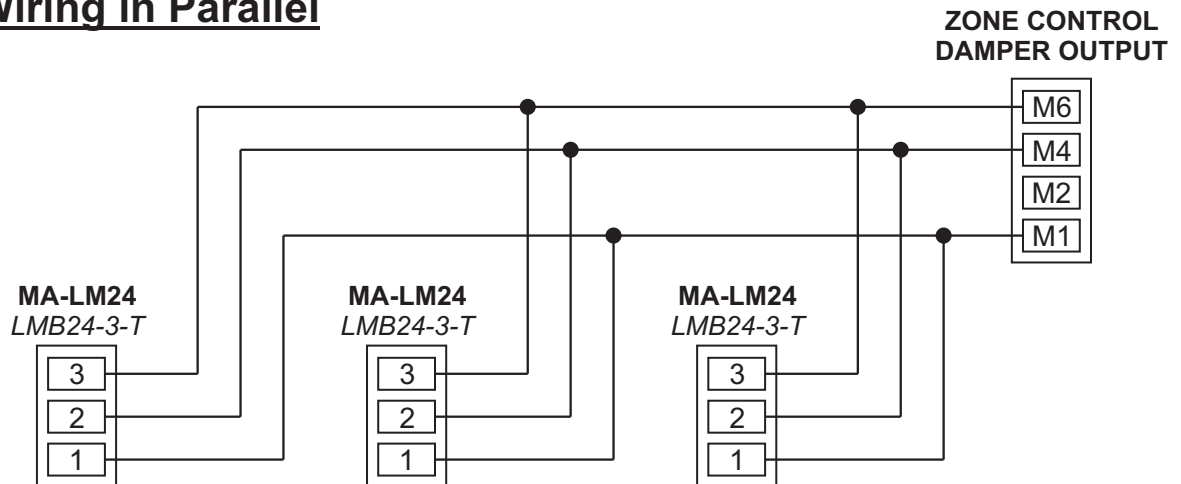 Wiring in Parallel
ZONE CONTROL
DAMPER OUTPUT
M6
M4
M2
M1
MA-LM24
LMB24-3-T
3
2
1
MA-LM24
LMB24-3-T
3
2
1
MA-LM24
LMB24-3-T
3
2
1